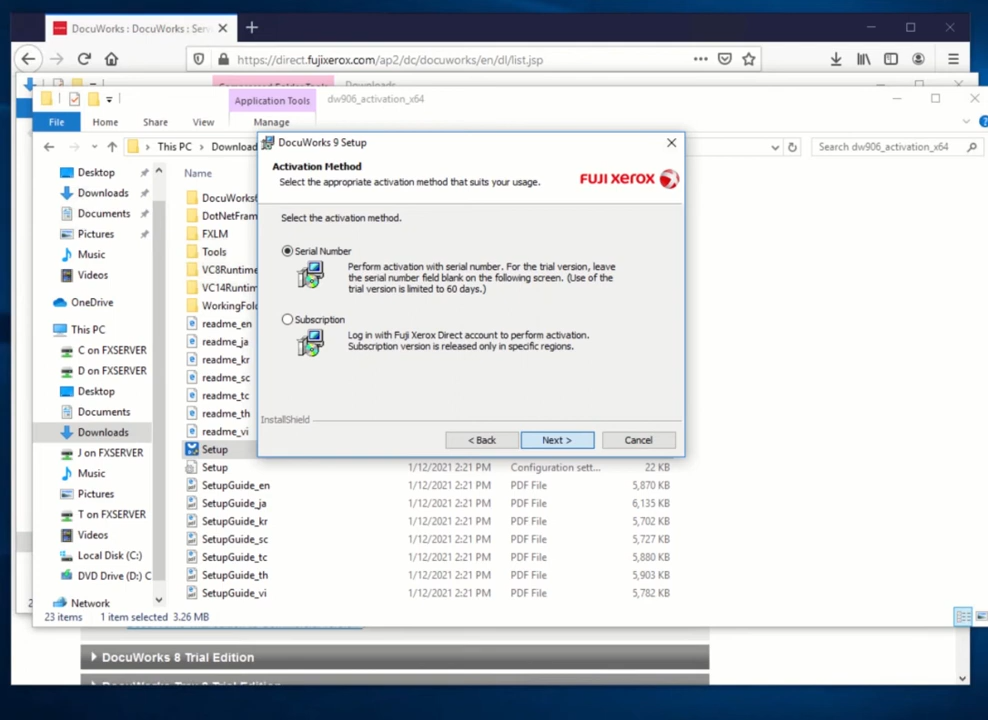 DocuWorks : DocuWorks : Serv
https://direct.fujixerox.com/ap2/dc/docuworks/en/dl/list.jsp
Downloads
Application Tools
dw906_activation_x64
File
Home
Share
View
Manage
This PC
Download
Search dw906_activation_x64
DocuWorks 9 Setup
Activation Method
Select the appropriate activation method that suits your usage.
FUJI XEROX
Select the activation method.
Serial Number
Perform activation with serial number. For the trial version, leave
the serial number field blank on the following screen. (Use of the
trial version is limited to 60 days.)
Subscription
Log in with Fuji Xerox Direct account to perform activation.
Subscription version is released only in specific regions.
InstallShield
< Back
Next >
Cancel
Desktop
Downloads
Documents
Pictures
Music
Videos
OneDrive
This PC
C on FXSERVER
D on FXSERVER
Desktop
Documents
Downloads
J on FXSERVER
Music
Pictures
T on FXSERVER
Videos
Local Disk (C:)
DVD Drive (D:) C
Network
Name
DocuWorks
DotNetFram
FXLM
Tools
VC8Runtime
VC14Runtim
WorkingFol
readme_en
readme_ja
readme_kr
readme_sc
readme_tc
readme_th
readme_vi
Setup
Setup 1/12/2021 2:21 PM Configuration sett... 22 KB
SetupGuide_en 1/12/2021 2:21 PM PDF File 5,870 KB
SetupGuide_ja 1/12/2021 2:21 PM PDF File 6,135 KB
SetupGuide_kr 1/12/2021 2:21 PM PDF File 5,702 KB
SetupGuide_sc 1/12/2021 2:21 PM PDF File 5,727 KB
SetupGuide_tc 1/12/2021 2:21 PM PDF File 5,880 KB
SetupGuide_th 1/12/2021 2:21 PM PDF File 5,903 KB
SetupGuide_vi 1/12/2021 2:21 PM PDF File 5,782 KB
23 items 1 item selected 3.26 MB
DocuWorks 8 Trial Edition